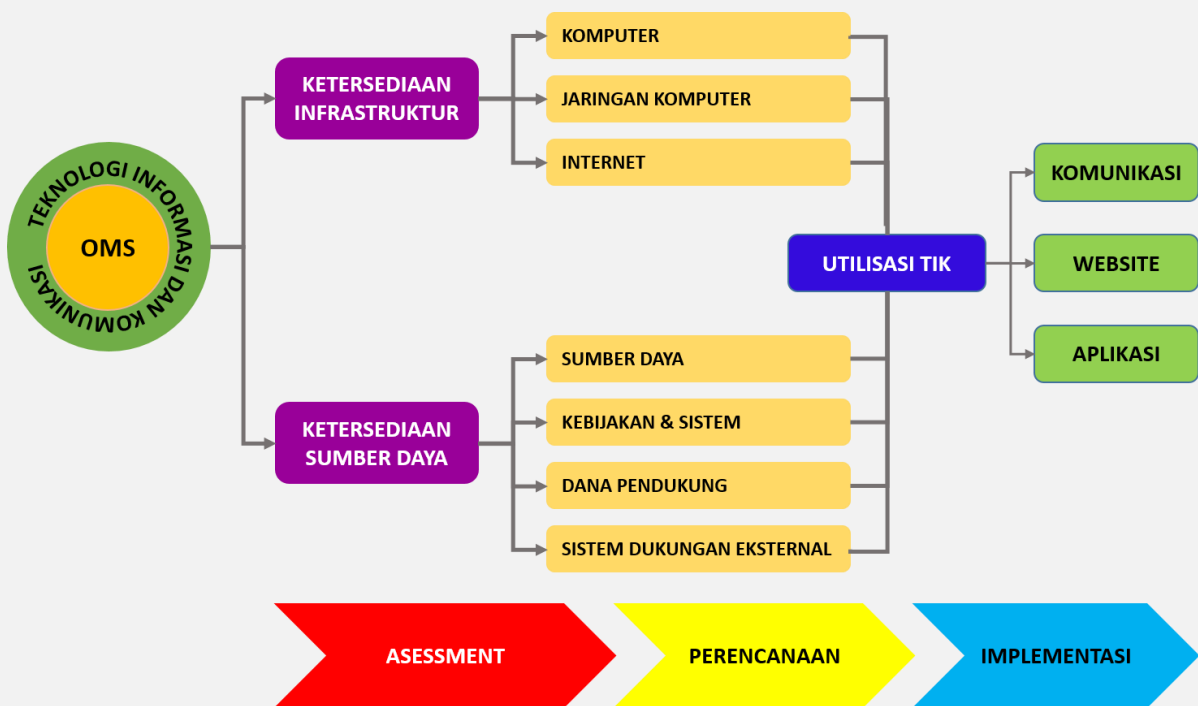 TEKNOLOGI INFORMASI DAN KOMUNIKASI
OMS
KETERSEDIAAN
INFRASTRUKTUR
KOMPUTER
JARINGAN KOMPUTER
INTERNET
KETERSEDIAAN
SUMBER DAYA
SUMBER DAYA
KEBIJAKAN & SISTEM
DANA PENDUKUNG
SISTEM DUKUNGAN EKSTERNAL
UTILISASI TIK
KOMUNIKASI
WEBSITE
APLIKASI
ASESSMENT
PERENCANAAN
IMPLEMENTASI